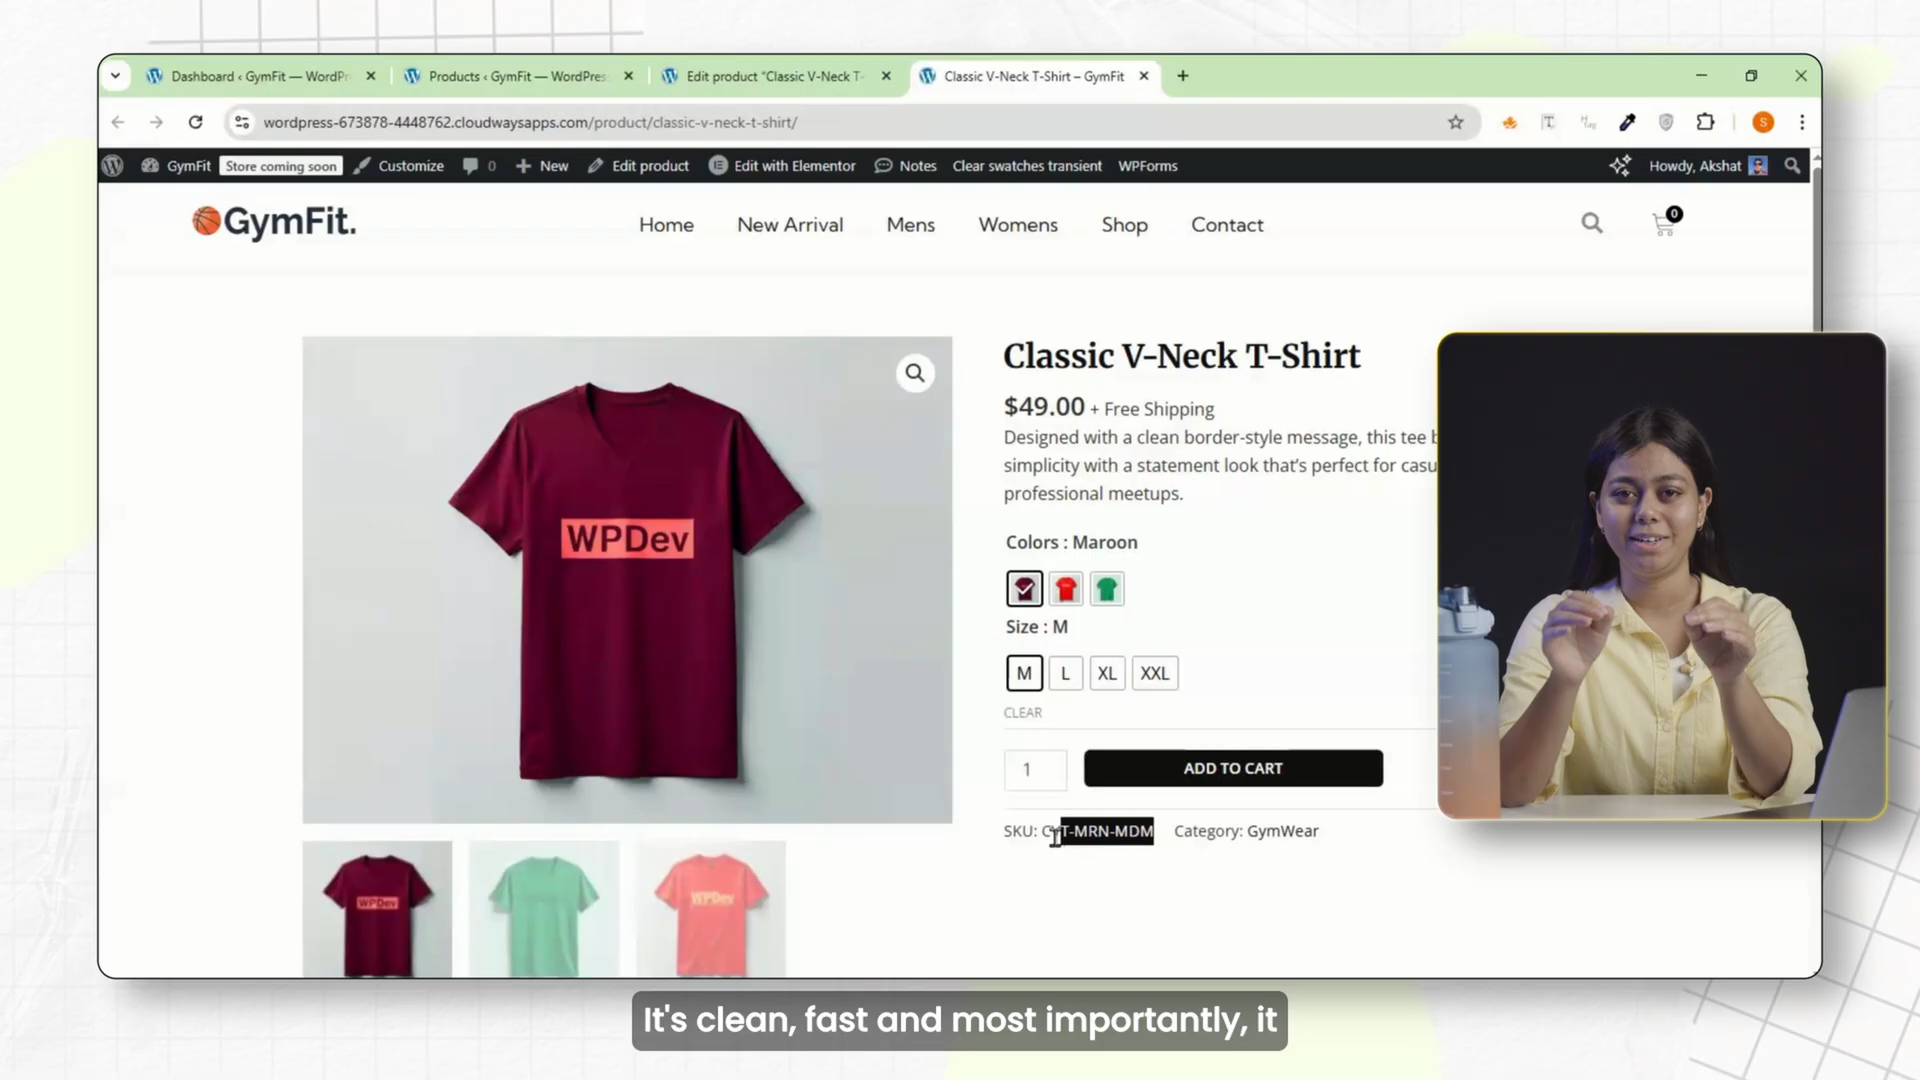 Dashboard ‹ GymFit — WordPr
Products ‹ GymFit — WordPres
Edit product "Classic V-Neck T-
Classic V-Neck T-Shirt – GymFit
wordpress-673878-4448762.cloudwaysapps.com/product/classic-v-neck-t-shirt/
S
GymFit
Store coming soon
Customize
0
New
Edit product
Edit with Elementor
Notes
Clear swatches transient
WPForms
Howdy, Akshat
GymFit.
Home
New Arrival
Mens
Womens
Shop
Contact
0
WPDev
Classic V-Neck T-Shirt
$49.00 + Free Shipping
Designed with a clean border-style message, this tee b
simplicity with a statement look that's perfect for casu
professional meetups.
Colors : Maroon
Size : M
M
L
XL
XXL
CLEAR
1
ADD TO CART
SKU: CVT-MRN-MDM
Category: GymWear
WPDev
WPDev
It's clean, fast and most importantly, it